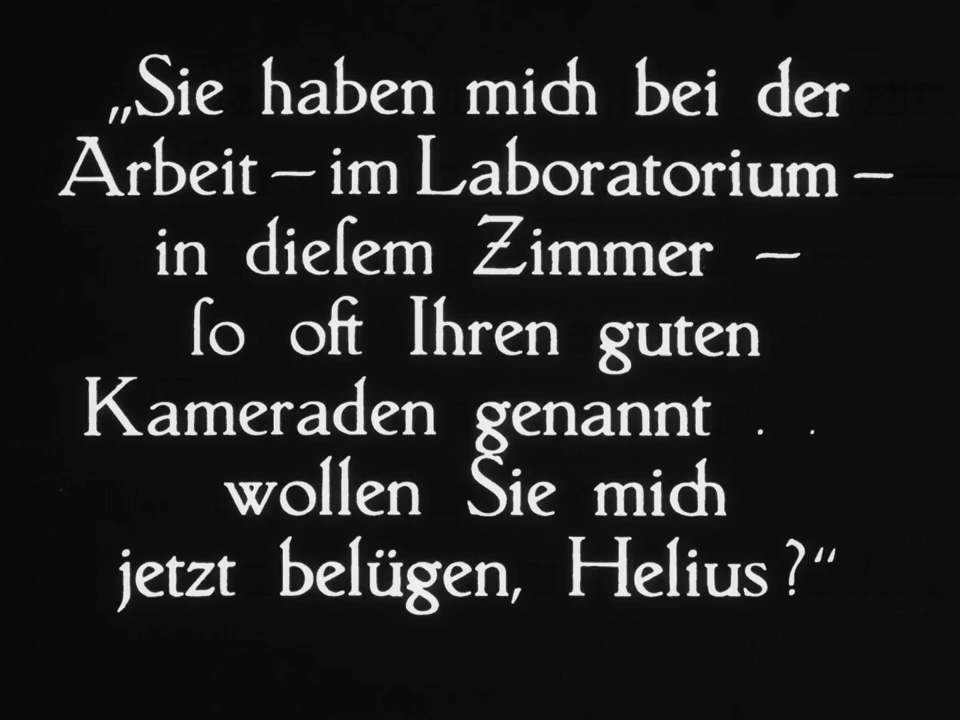 „Sie haben mich bei der
Arbeit – im Laboratorium –
in dieſem Zimmer –
ſo oft Ihren guten
Kameraden genannt . .
wollen Sie mich
jetzt belügen, Helius?“